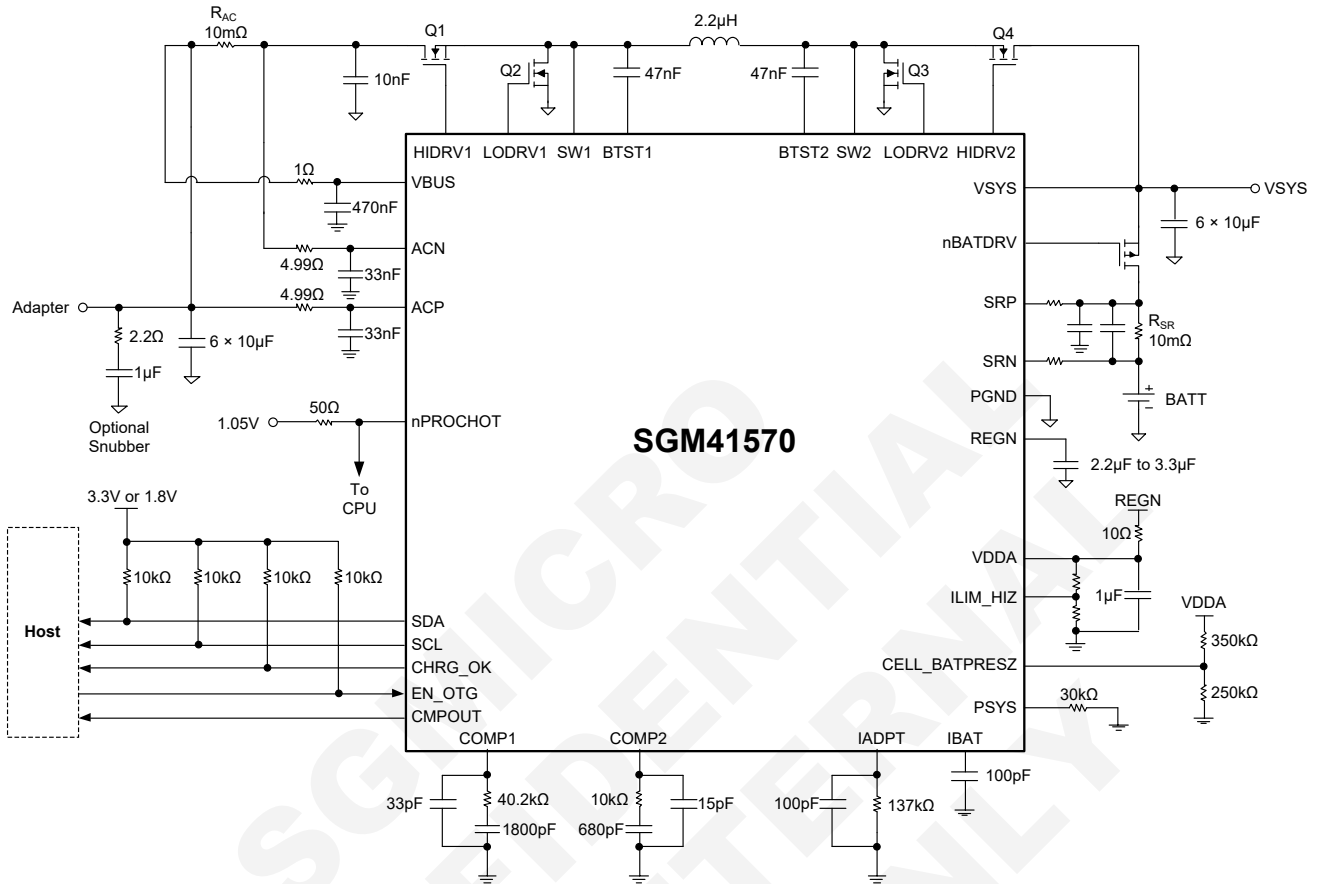 RAC
10mΩ
Q1
2.2µH
Q4
10nF
Q2
47nF
47nF
Q3
HIDRV1
LODRV1
SW1
BTST1
BTST2
SW2
LODRV2
HIDRV2
1Ω
VBUS
VSYS
VSYS
470nF
6 × 10µF
ACN
nBATDRV
4.99Ω
33nF
4.99Ω
Adapter
ACP
SRP
2.2Ω
6 × 10µF
33nF
RSR
10mΩ
1µF
SRN
Optional
Snubber
PGND
BATT
50Ω
1.05V
nPROCHOT
SGM41570
REGN
2.2µF to 3.3µF
To
CPU
3.3V or 1.8V
REGN
10Ω
VDDA
10kΩ
10kΩ
10kΩ
10kΩ
ILIM_HIZ
1µF
VDDA
Host
SDA
SCL
350kΩ
CHRG_OK
CELL_BATPRESZ
EN_OTG
250kΩ
CMPOUT
PSYS
30kΩ
COMP1
COMP2
IADPT
IBAT
33pF
40.2kΩ
1800pF
10kΩ
680pF
15pF
100pF
137kΩ
100pF
SGMICRO
CONFIDENTIAL
INTERNAL
ONLY